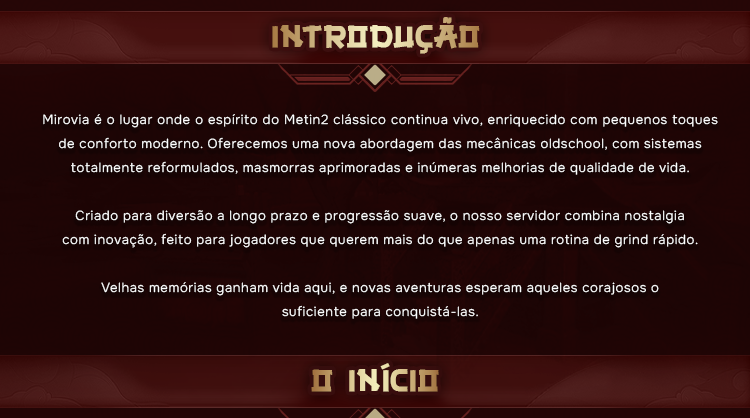 INTRODUÇÃO
Mirovia é o lugar onde o espírito do Metin2 clássico continua vivo, enriquecido com pequenos toques
de conforto moderno. Oferecemos uma nova abordagem das mecânicas oldschool, com sistemas
totalmente reformulados, masmorras aprimoradas e inúmeras melhorias de qualidade de vida.
Criado para diversão a longo prazo e progressão suave, o nosso servidor combina nostalgia
com inovação, feito para jogadores que querem mais do que apenas uma rotina de grind rápido.
Velhas memórias ganham vida aqui, e novas aventuras esperam aqueles corajosos o
suficiente para conquistá-las.
O INÍCIO